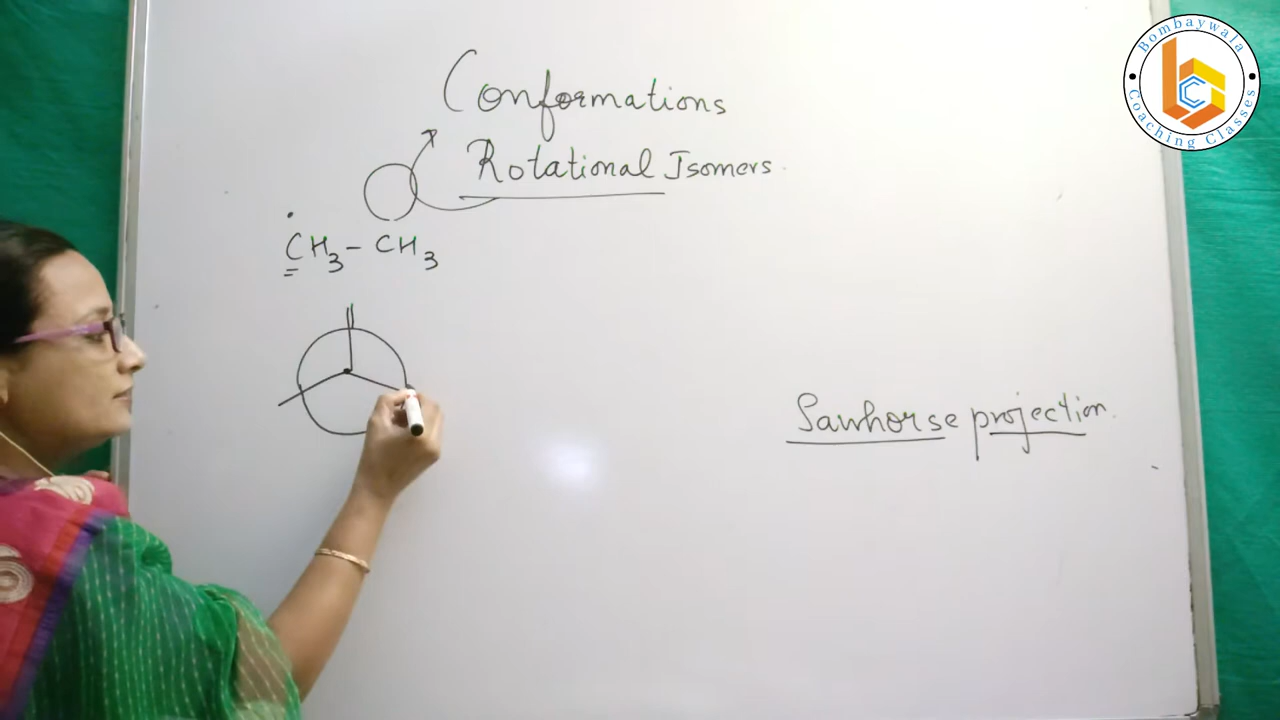 Conformations
Rotational Isomers.
CH3 - CH3
Sawhorse projection.
Bombaywala
Coaching Classes